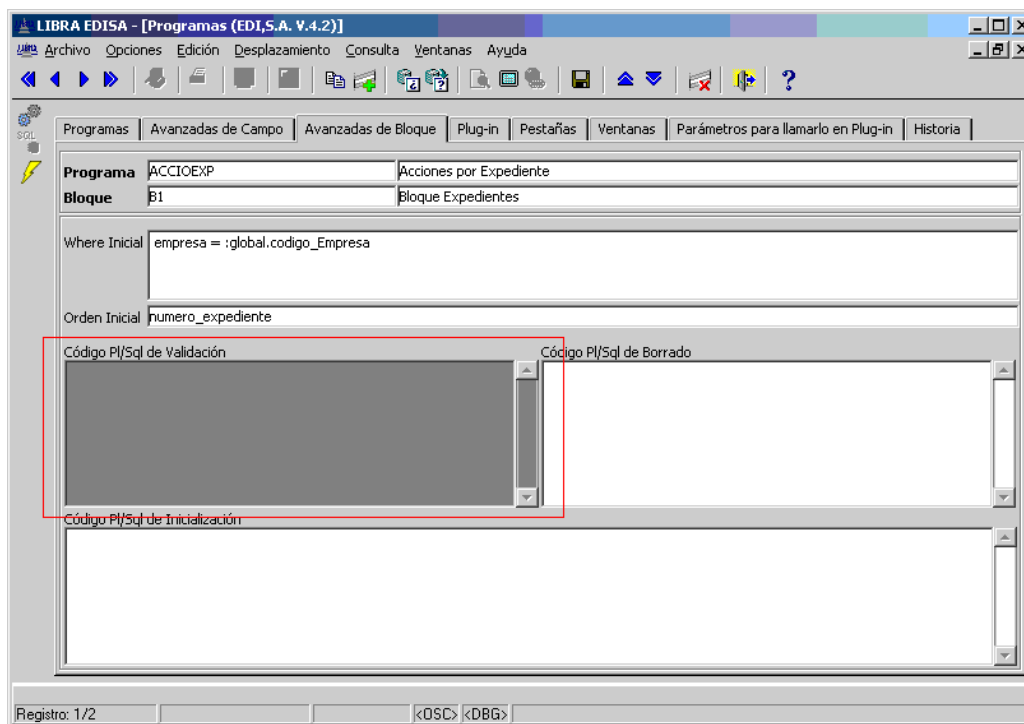 LIBRA EDISA - [Programas (EDI,S.A. V.4.2)]
Archivo Opciones Edición Desplazamiento Consulta Ventanas Ayuda
SQL
Programas Avanzadas de Campo Avanzadas de Bloque Plug-in Pestañas Ventanas Parámetros para llamarlo en Plug-in Historia
Programa ACCIOEXP Acciones por Expediente
Bloque B1 Bloque Expedientes
Where Inicial empresa = :global.codigo_Empresa
Orden Inicial numero_expediente
Código Pl/Sql de Validación Código Pl/Sql de Borrado
Código Pl/Sql de Inicialización
Registro: 1/2 <OSC> <DBG>